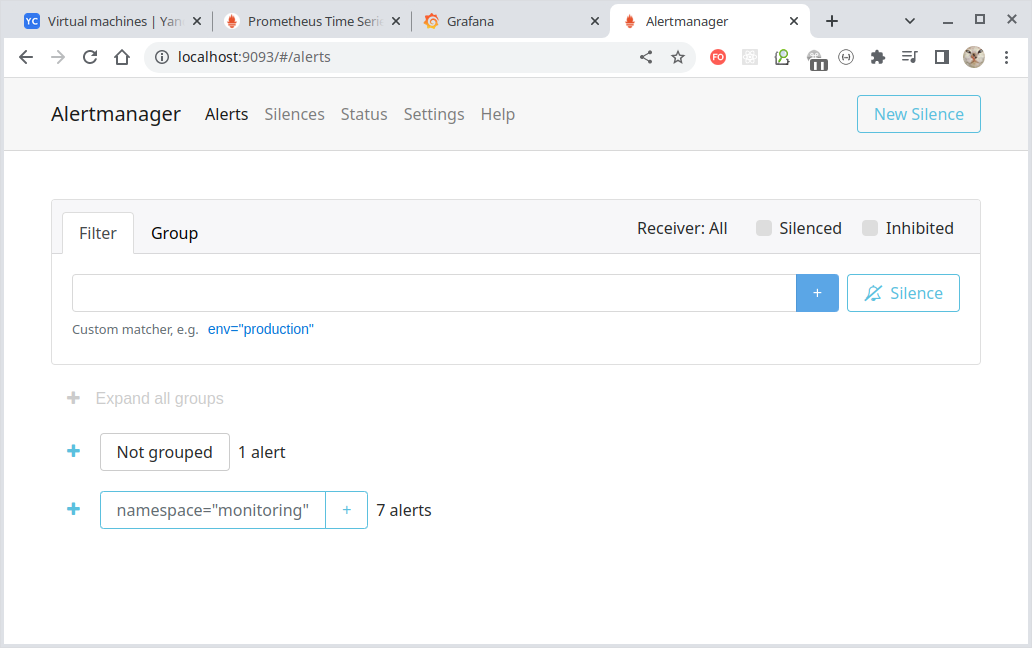 YC Virtual machines | Yan
Prometheus Time Seri
Grafana
Alertmanager
localhost:9093/#/alerts
FO
Alertmanager Alerts Silences Status Settings Help New Silence
Filter Group Receiver: All Silenced Inhibited
+ Silence
Custom matcher, e.g. env="production"
+ Expand all groups
+ Not grouped 1 alert
+ namespace="monitoring" + 7 alerts